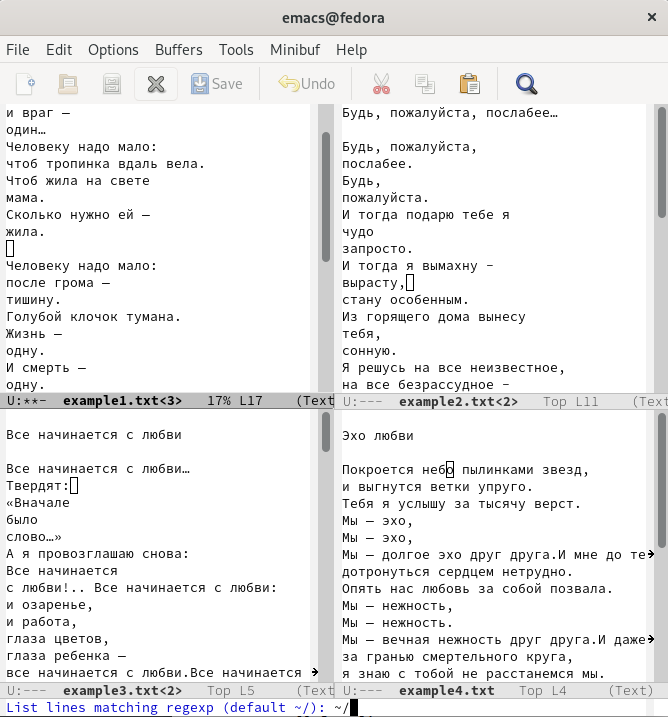 emacs@fedora
File Edit Options Buffers Tools Minibuf Help
Save Undo
и враг —
один…
Человеку надо мало:
чтоб тропинка вдаль вела.
Чтоб жила на свете
мама.
Сколько нужно ей —
жила.
Человеку надо мало:
после грома —
тишину.
Голубой клочок тумана.
Жизнь —
одну.
И смерть —
одну.
U:**-  example1.txt<3>   17% L17    (Text
Будь, пожалуйста, послабее…
Будь, пожалуйста,
послабее.
Будь,
пожалуйста.
И тогда подарю тебе я
чудо
запросто.
И тогда я вымахну –
вырасту,
стану особенным.
Из горящего дома вынесу
тебя,
сонную.
Я решусь на все неизвестное,
на все безрассудное –
U:---  example2.txt<2>   Top L11    (Text
Все начинается с любви
Все начинается с любви…
Твердят:
«Вначале
было
слово…»
А я провозглашаю снова:
Все начинается
с любви!.. Все начинается с любви:
и озаренье,
и работа,
глаза цветов,
глаза ребенка —
все начинается с любви.Все начинается
U:---  example3.txt<2>   Top L5     (Text
Эхо любви
Покроется небо пылинками звезд,
и выгнутся ветки упруго.
Тебя я услышу за тысячу верст.
Мы — эхо,
Мы — эхо,
Мы — долгое эхо друг друга.И мне до те
дотронуться сердцем нетрудно.
Опять нас любовь за собой позвала.
Мы — нежность,
Мы — нежность.
Мы — вечная нежность друг друга.И даже
за гранью смертельного круга,
я знаю с тобой не расстанемся мы.
U:---  example4.txt      Top L4     (Text
List lines matching regexp (default ~/): ~/